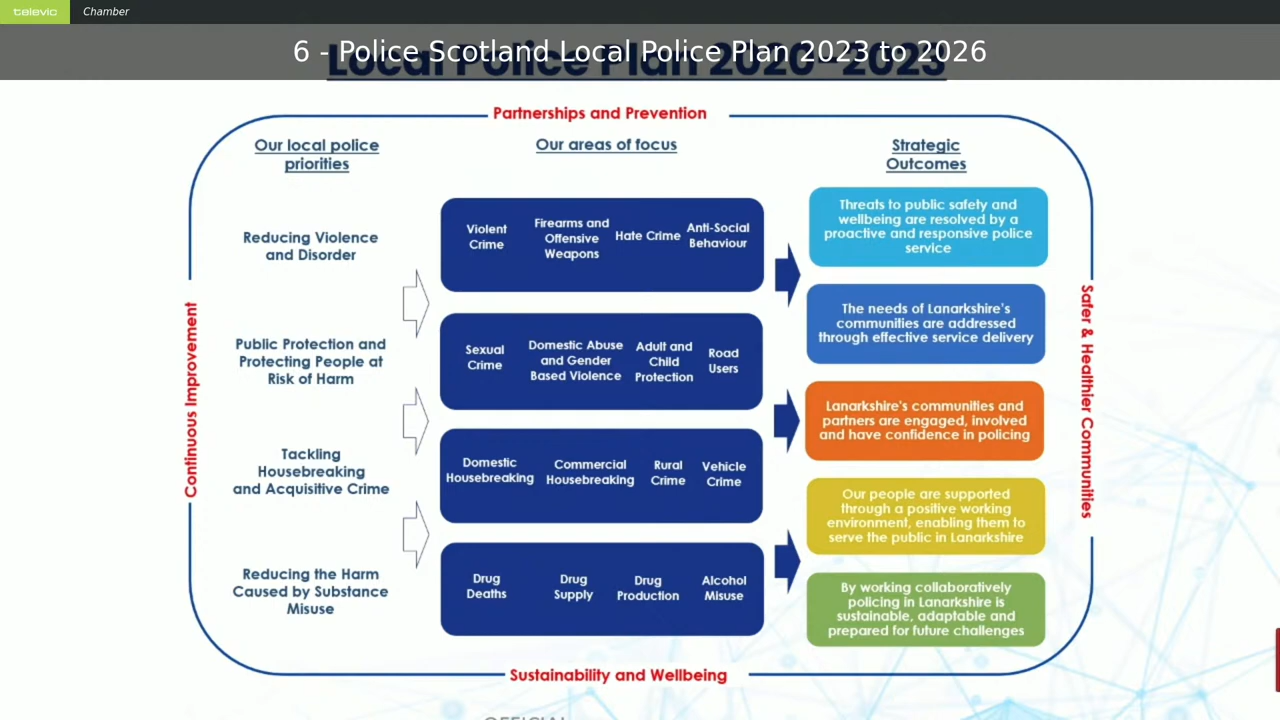 televic
Chamber
6 - Police Scotland Local Police Plan 2023 to 2026
Local Police Plan 2020-2023
Partnerships and Prevention
Our local police
priorities
Our areas of focus
Strategic
Outcomes
Reducing Violence
and Disorder
Violent
Crime
Firearms and
Offensive
Weapons
Hate Crime
Anti-Social
Behaviour
Threats to public safety and
wellbeing are resolved by a
proactive and responsive police
service
The needs of Lanarkshire's
communities are addressed
through effective service delivery
Public Protection and
Protecting People at
Risk of Harm
Sexual
Crime
Domestic Abuse
and Gender
Based Violence
Adult and
Child
Protection
Road
Users
Lanarkshire's communities and
partners are engaged, involved
and have confidence in policing
Continuous Improvement
Safer & Healthier Communities
Tackling
Housebreaking
and Acquisitive Crime
Domestic
Housebreaking
Commercial
Housebreaking
Rural
Crime
Vehicle
Crime
Our people are supported
through a positive working
environment, enabling them to
serve the public in Lanarkshire
Reducing the Harm
Caused by Substance
Misuse
Drug
Deaths
Drug
Supply
Drug
Production
Alcohol
Misuse
By working collaboratively
policing in Lanarkshire is
sustainable, adaptable and
prepared for future challenges
Sustainability and Wellbeing
OFFICIAL